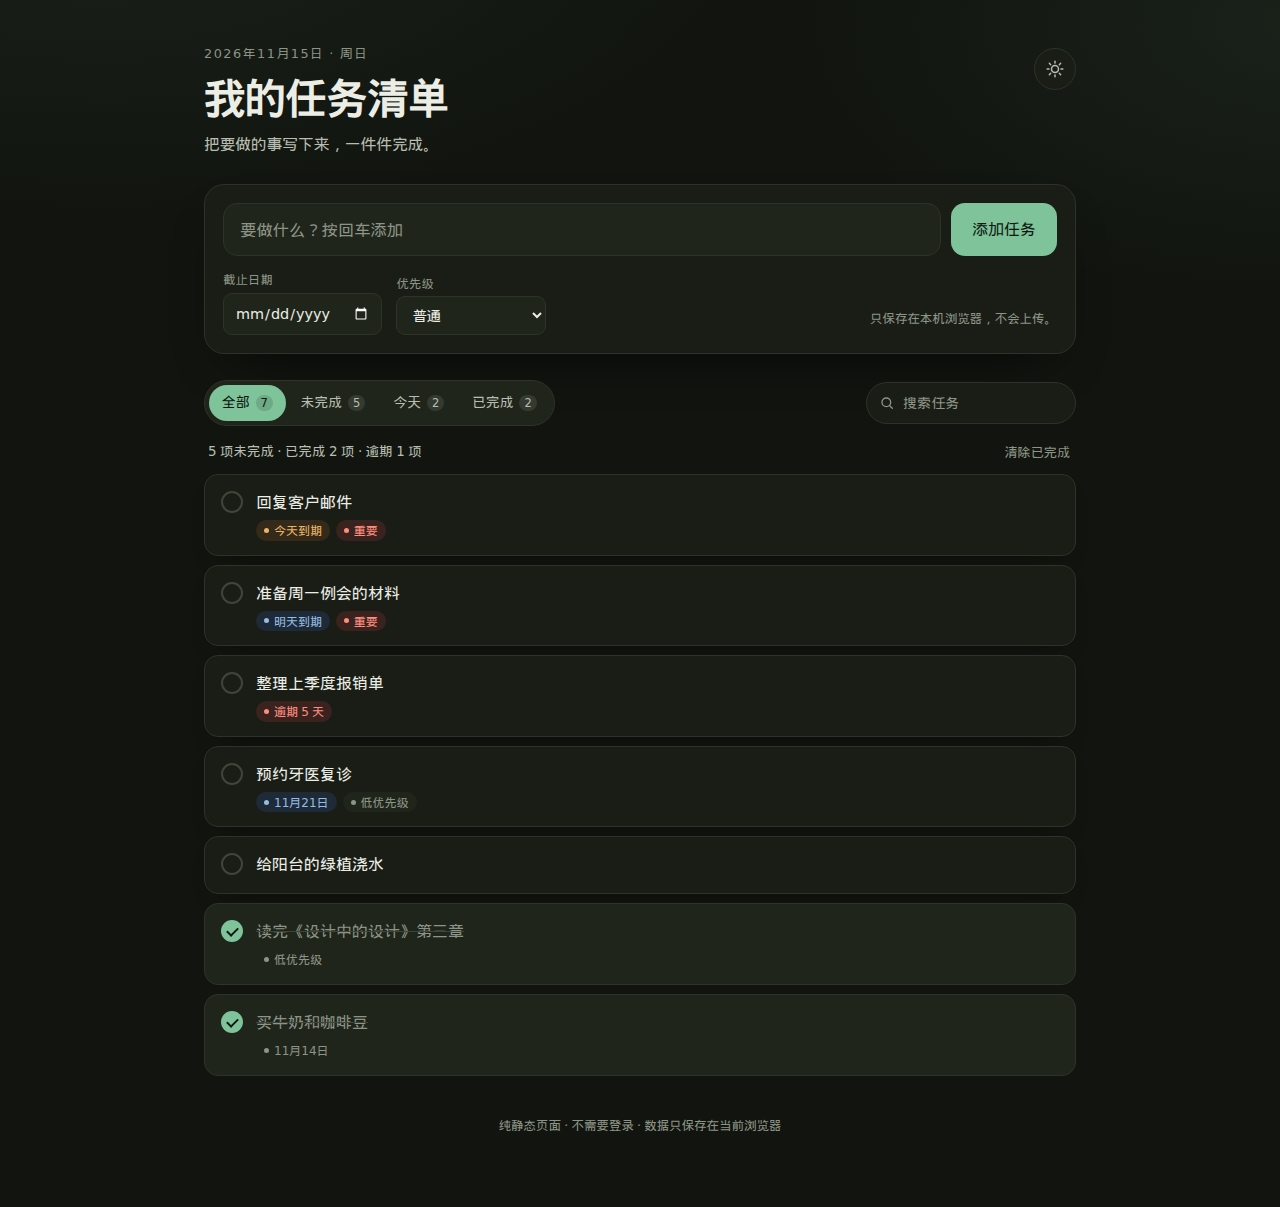 2026年11月15日 · 周日
我的任务清单
把要做的事写下来，一件件完成。
要做什么？按回车添加
添加任务
截止日期
优先级
mm/dd/yyyy
普通
只保存在本机浏览器，不会上传。
全部 7
未完成 5
今天 2
已完成 2
搜索任务
5 项未完成 · 已完成 2 项 · 逾期 1 项
清除已完成
回复客户邮件
今天到期
重要
准备周一例会的材料
明天到期
重要
整理上季度报销单
逾期 5 天
预约牙医复诊
11月21日
低优先级
给阳台的绿植浇水
读完《设计中的设计》第三章
低优先级
买牛奶和咖啡豆
11月14日
纯静态页面 · 不需要登录 · 数据只保存在当前浏览器